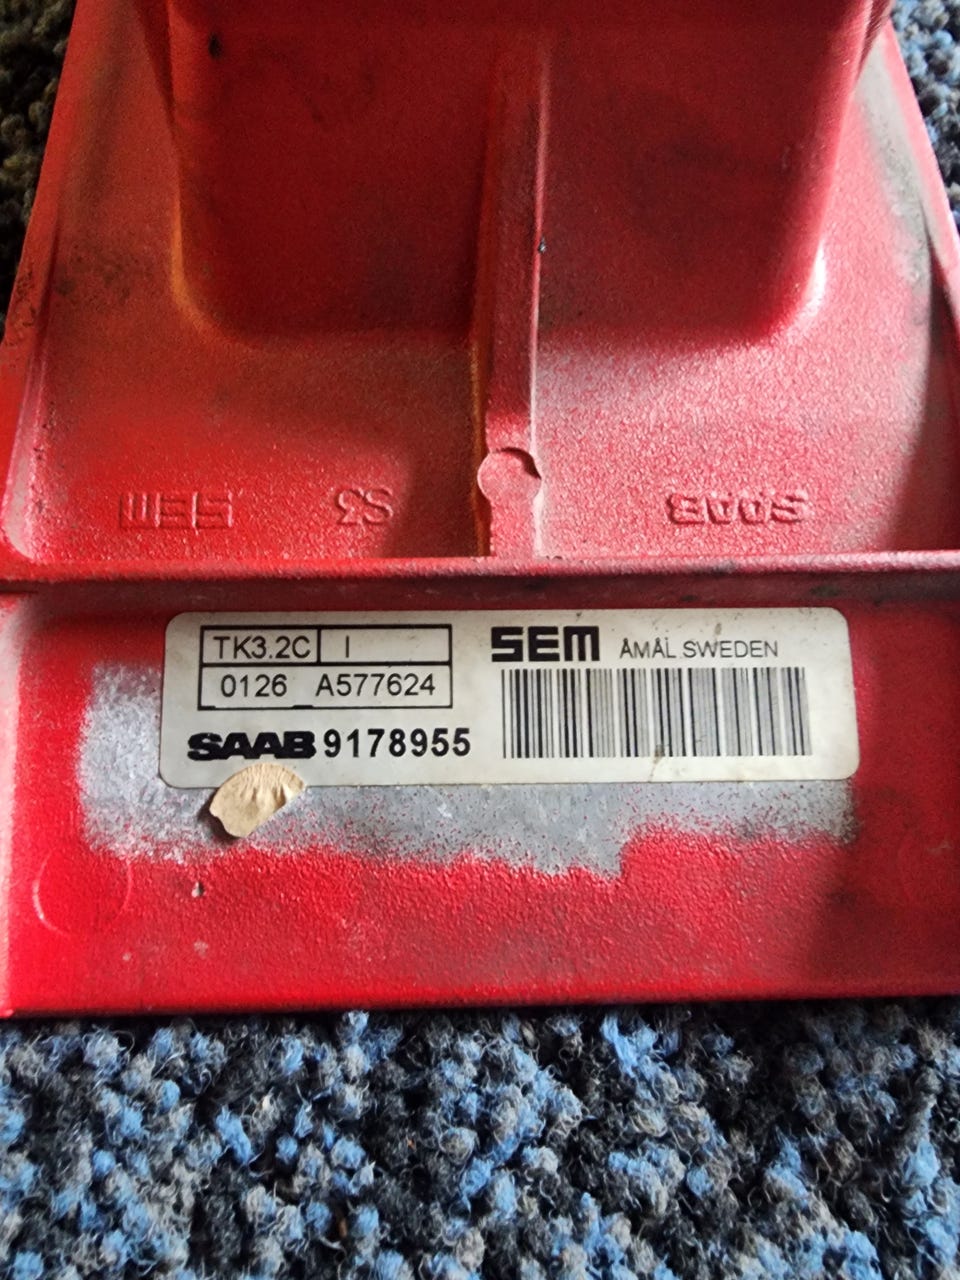 SEM S3 SAAB
TK3.2C I
0126 A577624
SAAB 9178955
SEM ÅMÅL.SWEDEN